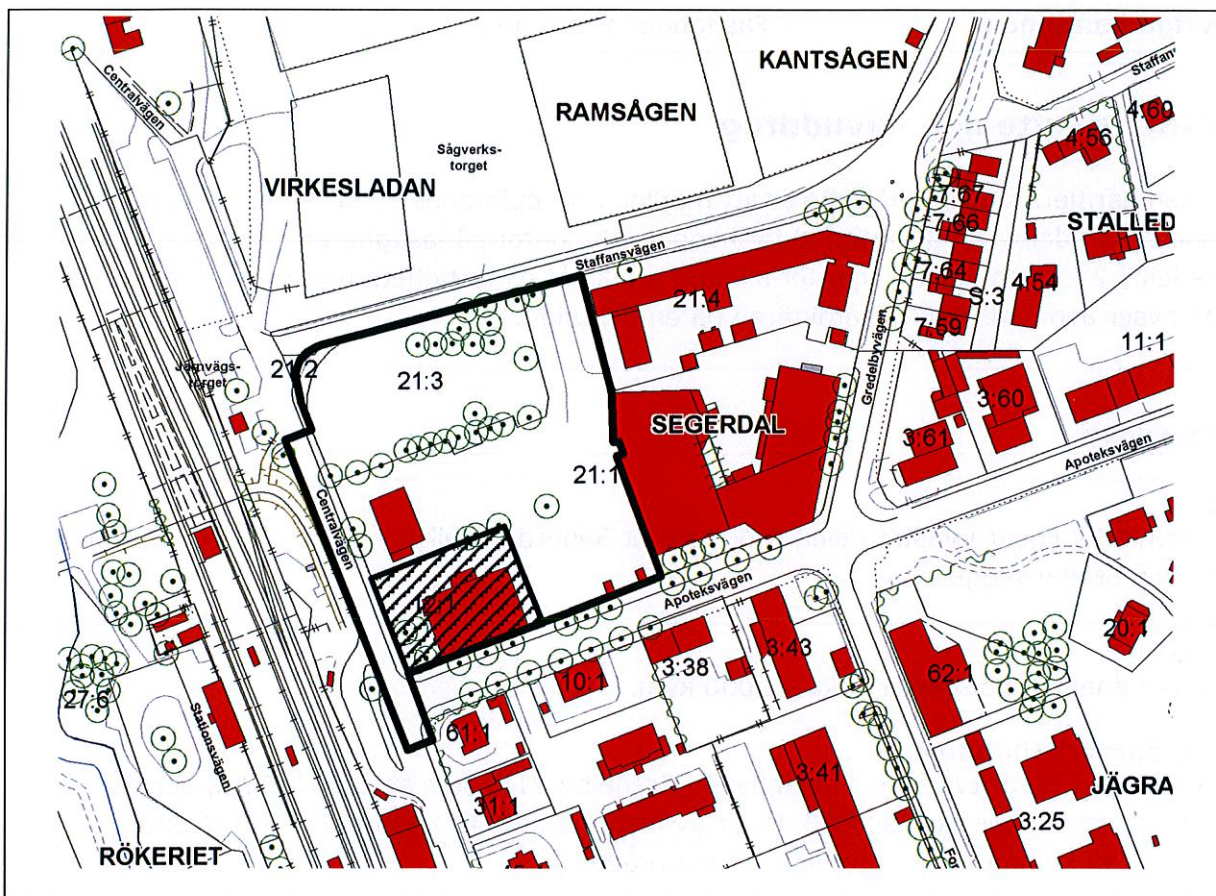 KANTSÅGEN
Staffans
Centralvägen
RAMSÅGEN
4:60
4:56
Sågverks-
torget
VIRKESLADAN
7:67
7:66
STALLED
Staffansvägen
7:64
4:54
S:3
21:4
7:59
11:1
Järnvägs-
torget
21:2
21:3
Gredelbyvägen
3:60
SEGERDAL
3:61
Apoteksvägen
21:1
Centralvägen
12:1
Apoteksvägen
20:1
3:38
3:43
62:1
10:1
27:6
Stationsvägen
61:1
3:41
JÄGRA
31:1
3:25
RÖKERIET